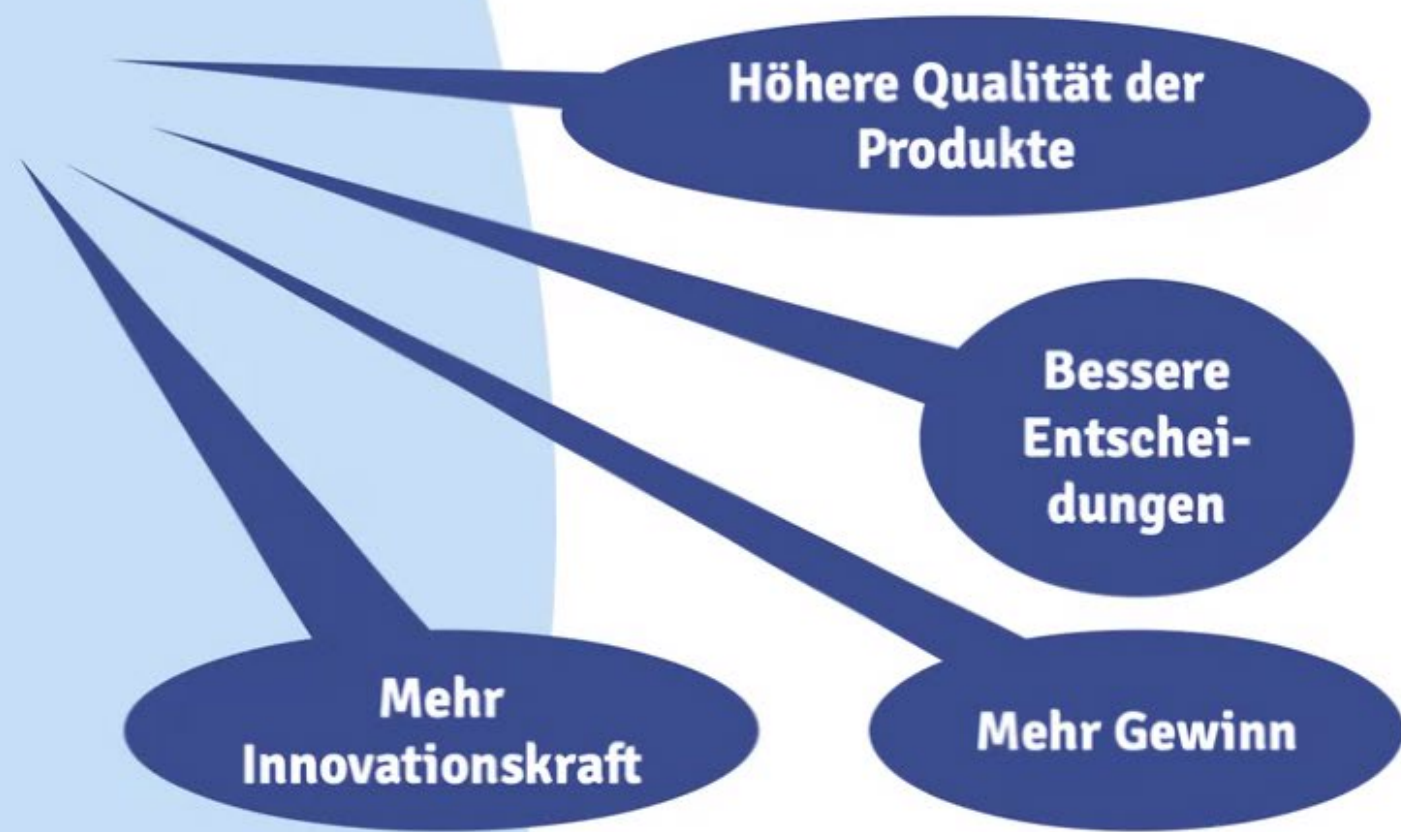 Höhere Qualität der
Produkte
Bessere
Entschei-
dungen
Mehr
Innovationskraft
Mehr Gewinn